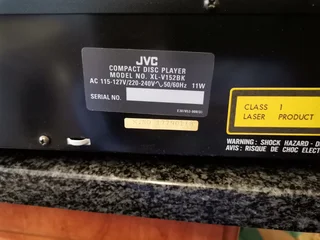 JVC
COMPACT DISC PLAYER
MODEL NO. XL-V152BK
AC 115-127V/220-240V∿,50/60Hz 11W
SERIAL NO.
CLASS 1
LASER PRODUCT
WARNING: SHOCK HAZARD - D
AVIS: RISQUE DE CHOC ELECT